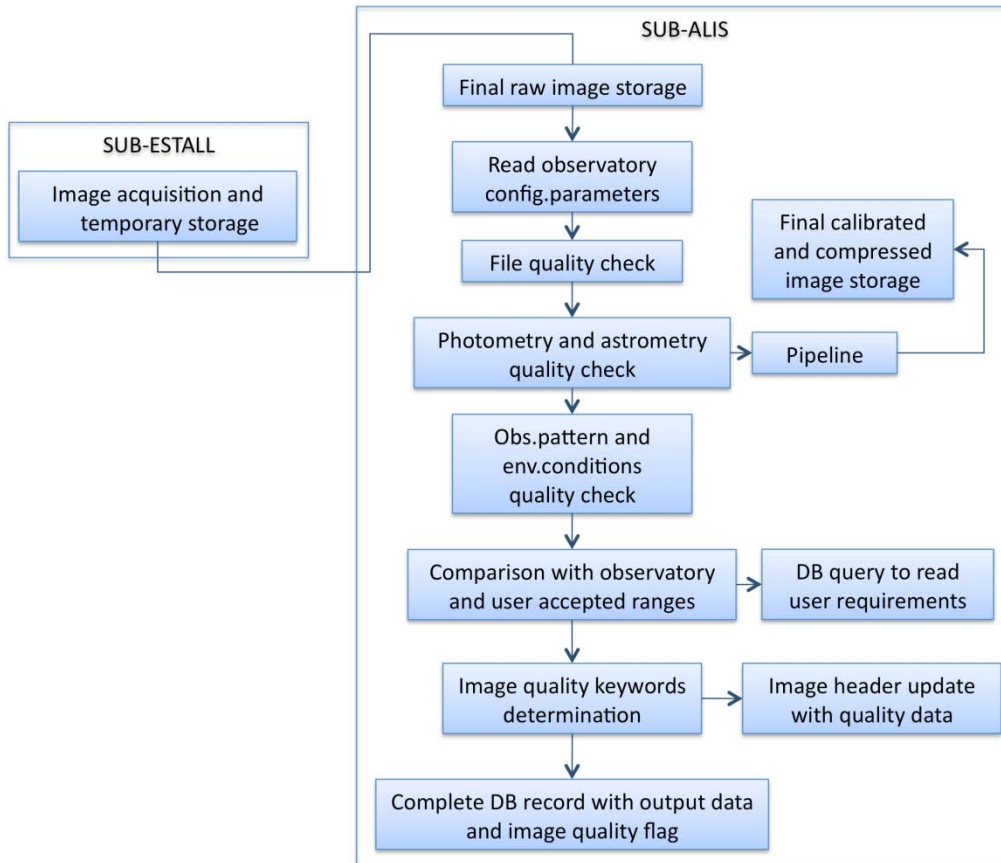 SUB-ALIS
Final raw image storage
SUB-ESTALL
Image acquisition and
temporary storage
Read observatory
config.parameters
File quality check
Final calibrated
and compressed
image storage
Photometry and astrometry
quality check
Pipeline
Obs.pattern and
env.conditions
quality check
Comparison with observatory
and user accepted ranges
DB query to read
user requirements
Image quality keywords
determination
Image header update
with quality data
Complete DB record with output data
and image quality flag